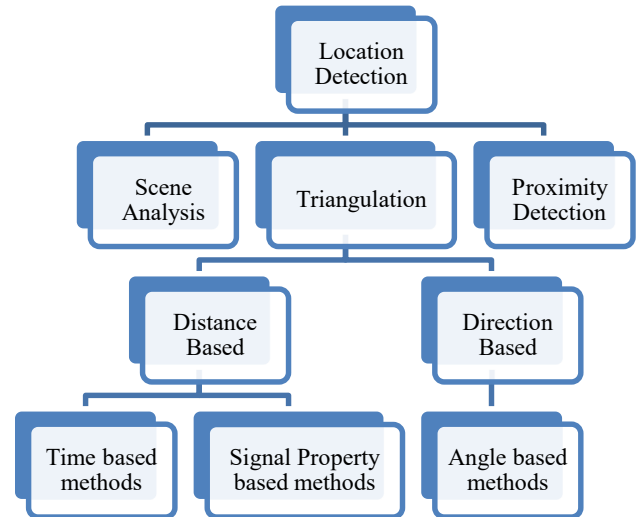 Location
Detection
Scene
Analysis
Triangulation
Proximity
Detection
Distance
Based
Direction
Based
Time based
methods
Signal Property
based methods
Angle based
methods